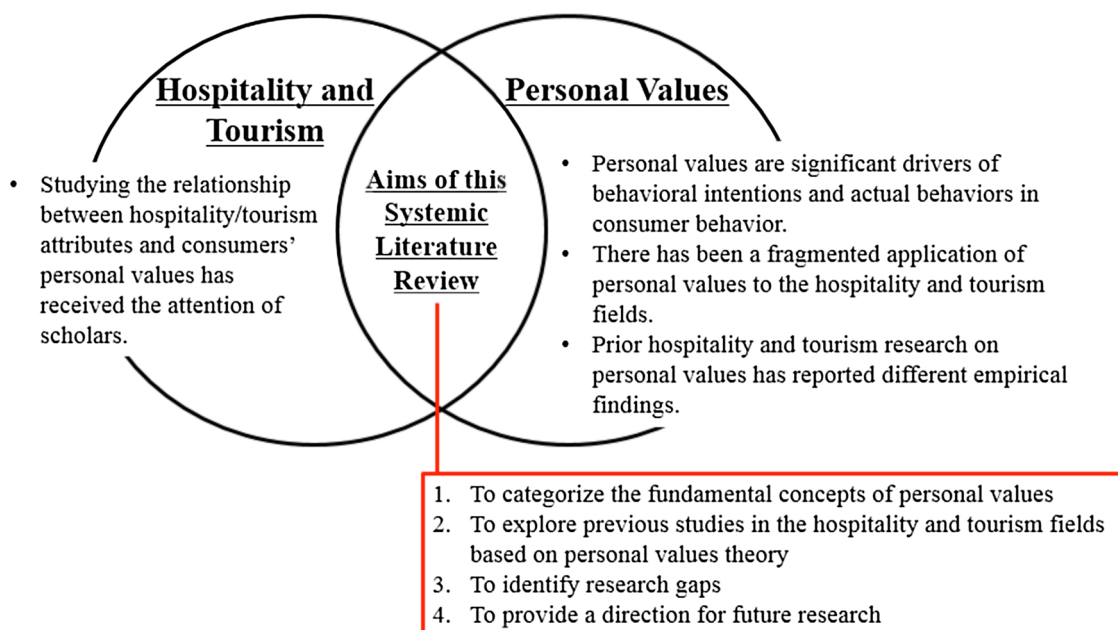 Hospitality and
Tourism
• Studying the relationship
between hospitality/tourism
attributes and consumers’
personal values has
received the attention of
scholars.
Aims of this
Systemic
Literature
Review
Personal Values
• Personal values are significant drivers of
behavioral intentions and actual behaviors in
consumer behavior.
• There has been a fragmented application of
personal values to the hospitality and tourism
fields.
• Prior hospitality and tourism research on
personal values has reported different empirical
findings.
1. To categorize the fundamental concepts of personal values
2. To explore previous studies in the hospitality and tourism fields
based on personal values theory
3. To identify research gaps
4. To provide a direction for future research